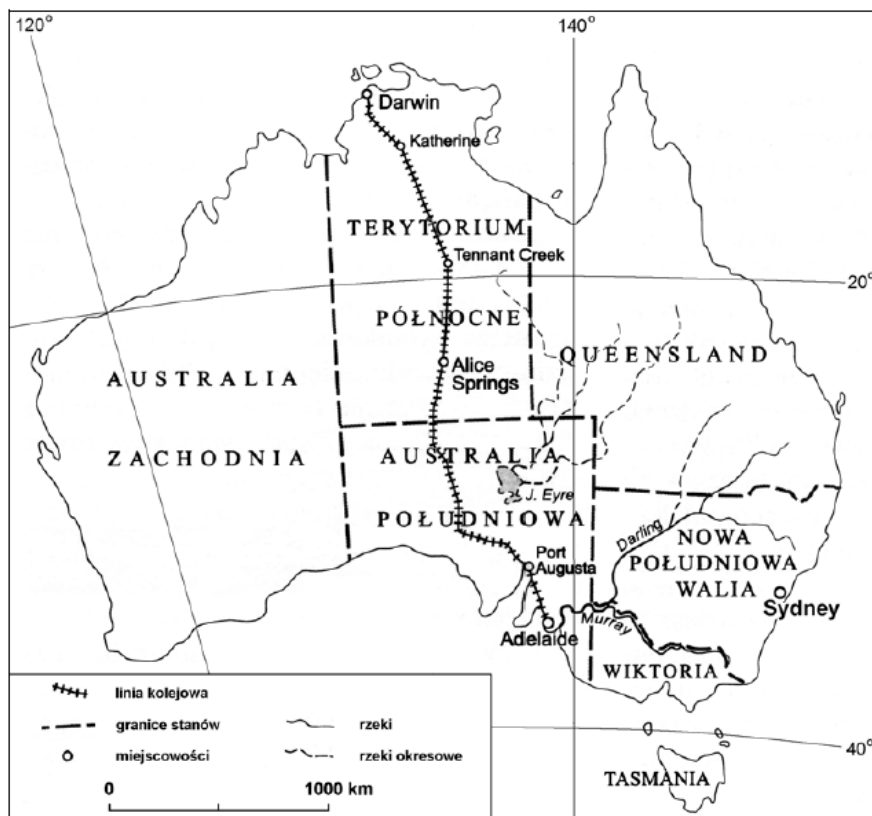 120°
140°
Darwin
Katherine
TERYTORIUM
Tennant Creek
20°
PÓŁNOCNE
QUEENSLAND
Alice
Springs
AUSTRALIA
ZACHODNIA
AUSTRALIA
J. Eyre
POŁUDNIOWA
Darling
NOWA
POŁUDNIOWA
WALIA
Port
Augusta
Sydney
Adelaide
Murray
WIKTORIA
TASMANIA
40°
linia kolejowa
granice stanów
rzeki
miejscowości
rzeki okresowe
0 1000 km